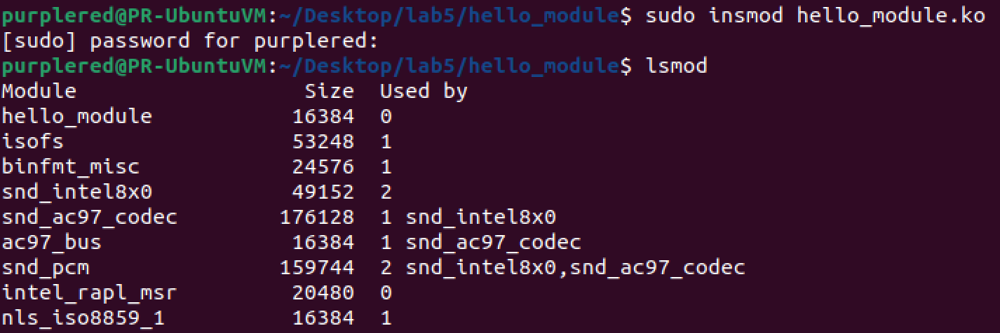 purplered@PR-UbuntuVM:~/Desktop/lab5/hello_module$ sudo insmod hello_module.ko
[sudo] password for purplered:
purplered@PR-UbuntuVM:~/Desktop/lab5/hello_module$ lsmod
Module                  Size  Used by
hello_module           16384  0
isofs                  53248  1
binfmt_misc            24576  1
snd_intel8x0           49152  2
snd_ac97_codec        176128  1 snd_intel8x0
ac97_bus               16384  1 snd_ac97_codec
snd_pcm               159744  2 snd_intel8x0,snd_ac97_codec
intel_rapl_msr         20480  0
nls_iso8859_1          16384  1